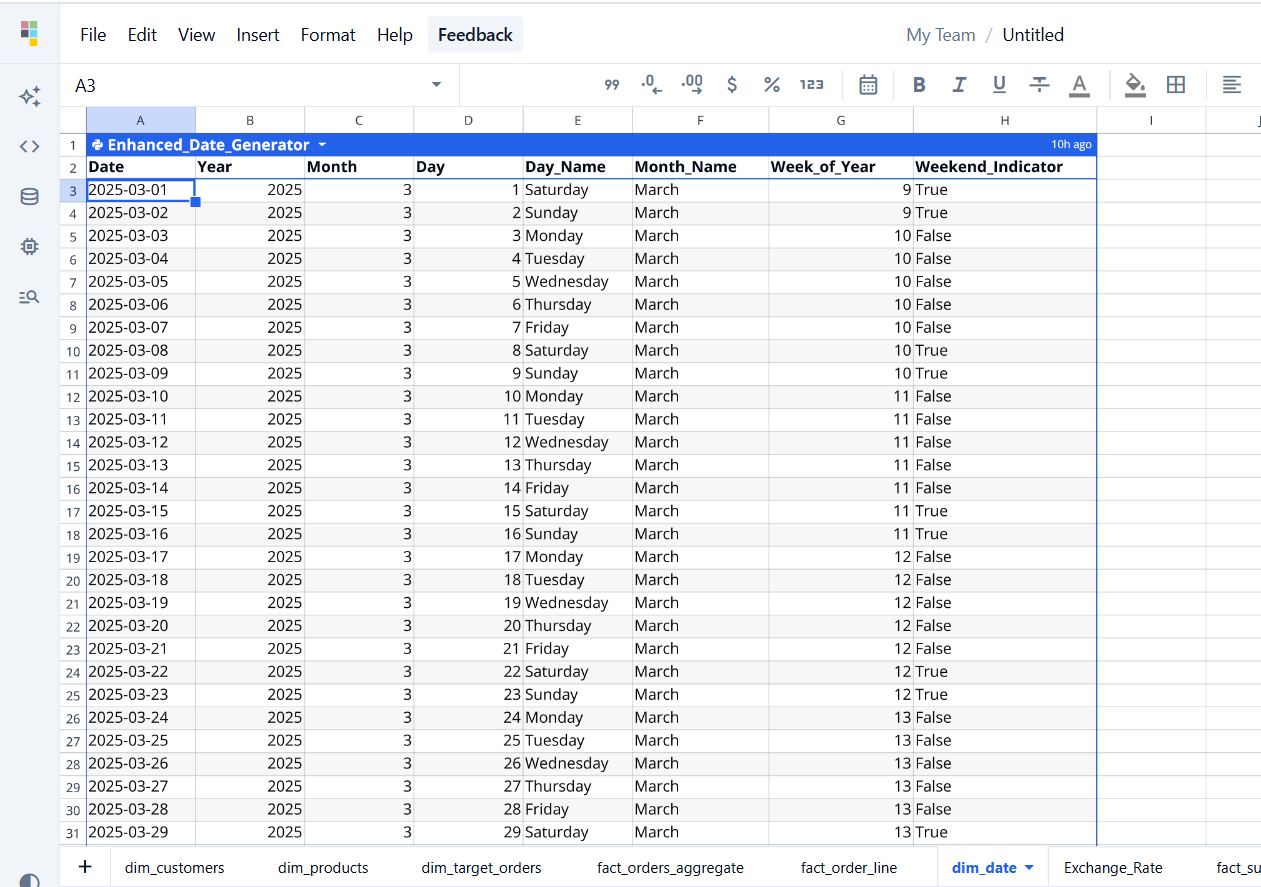 File Edit View Insert Format Help Feedback My Team / Untitled
A3 99 .0 .00 $ % 123 B I U T A
A B C D E F G H I J
1 Enhanced_Date_Generator 10h ago
2 Date Year Month Day Day_Name Month_Name Week_of_Year Weekend_Indicator
3 2025-03-01 2025 3 1 Saturday March 9 True
4 2025-03-02 2025 3 2 Sunday March 9 True
5 2025-03-03 2025 3 3 Monday March 10 False
6 2025-03-04 2025 3 4 Tuesday March 10 False
7 2025-03-05 2025 3 5 Wednesday March 10 False
8 2025-03-06 2025 3 6 Thursday March 10 False
9 2025-03-07 2025 3 7 Friday March 10 False
10 2025-03-08 2025 3 8 Saturday March 10 True
11 2025-03-09 2025 3 9 Sunday March 10 True
12 2025-03-10 2025 3 10 Monday March 11 False
13 2025-03-11 2025 3 11 Tuesday March 11 False
14 2025-03-12 2025 3 12 Wednesday March 11 False
15 2025-03-13 2025 3 13 Thursday March 11 False
16 2025-03-14 2025 3 14 Friday March 11 False
17 2025-03-15 2025 3 15 Saturday March 11 True
18 2025-03-16 2025 3 16 Sunday March 11 True
19 2025-03-17 2025 3 17 Monday March 12 False
20 2025-03-18 2025 3 18 Tuesday March 12 False
21 2025-03-19 2025 3 19 Wednesday March 12 False
22 2025-03-20 2025 3 20 Thursday March 12 False
23 2025-03-21 2025 3 21 Friday March 12 False
24 2025-03-22 2025 3 22 Saturday March 12 True
25 2025-03-23 2025 3 23 Sunday March 12 True
26 2025-03-24 2025 3 24 Monday March 13 False
27 2025-03-25 2025 3 25 Tuesday March 13 False
28 2025-03-26 2025 3 26 Wednesday March 13 False
29 2025-03-27 2025 3 27 Thursday March 13 False
30 2025-03-28 2025 3 28 Friday March 13 False
31 2025-03-29 2025 3 29 Saturday March 13 True
+ dim_customers dim_products dim_target_orders fact_orders_aggregate fact_order_line dim_date Exchange_Rate fact_su